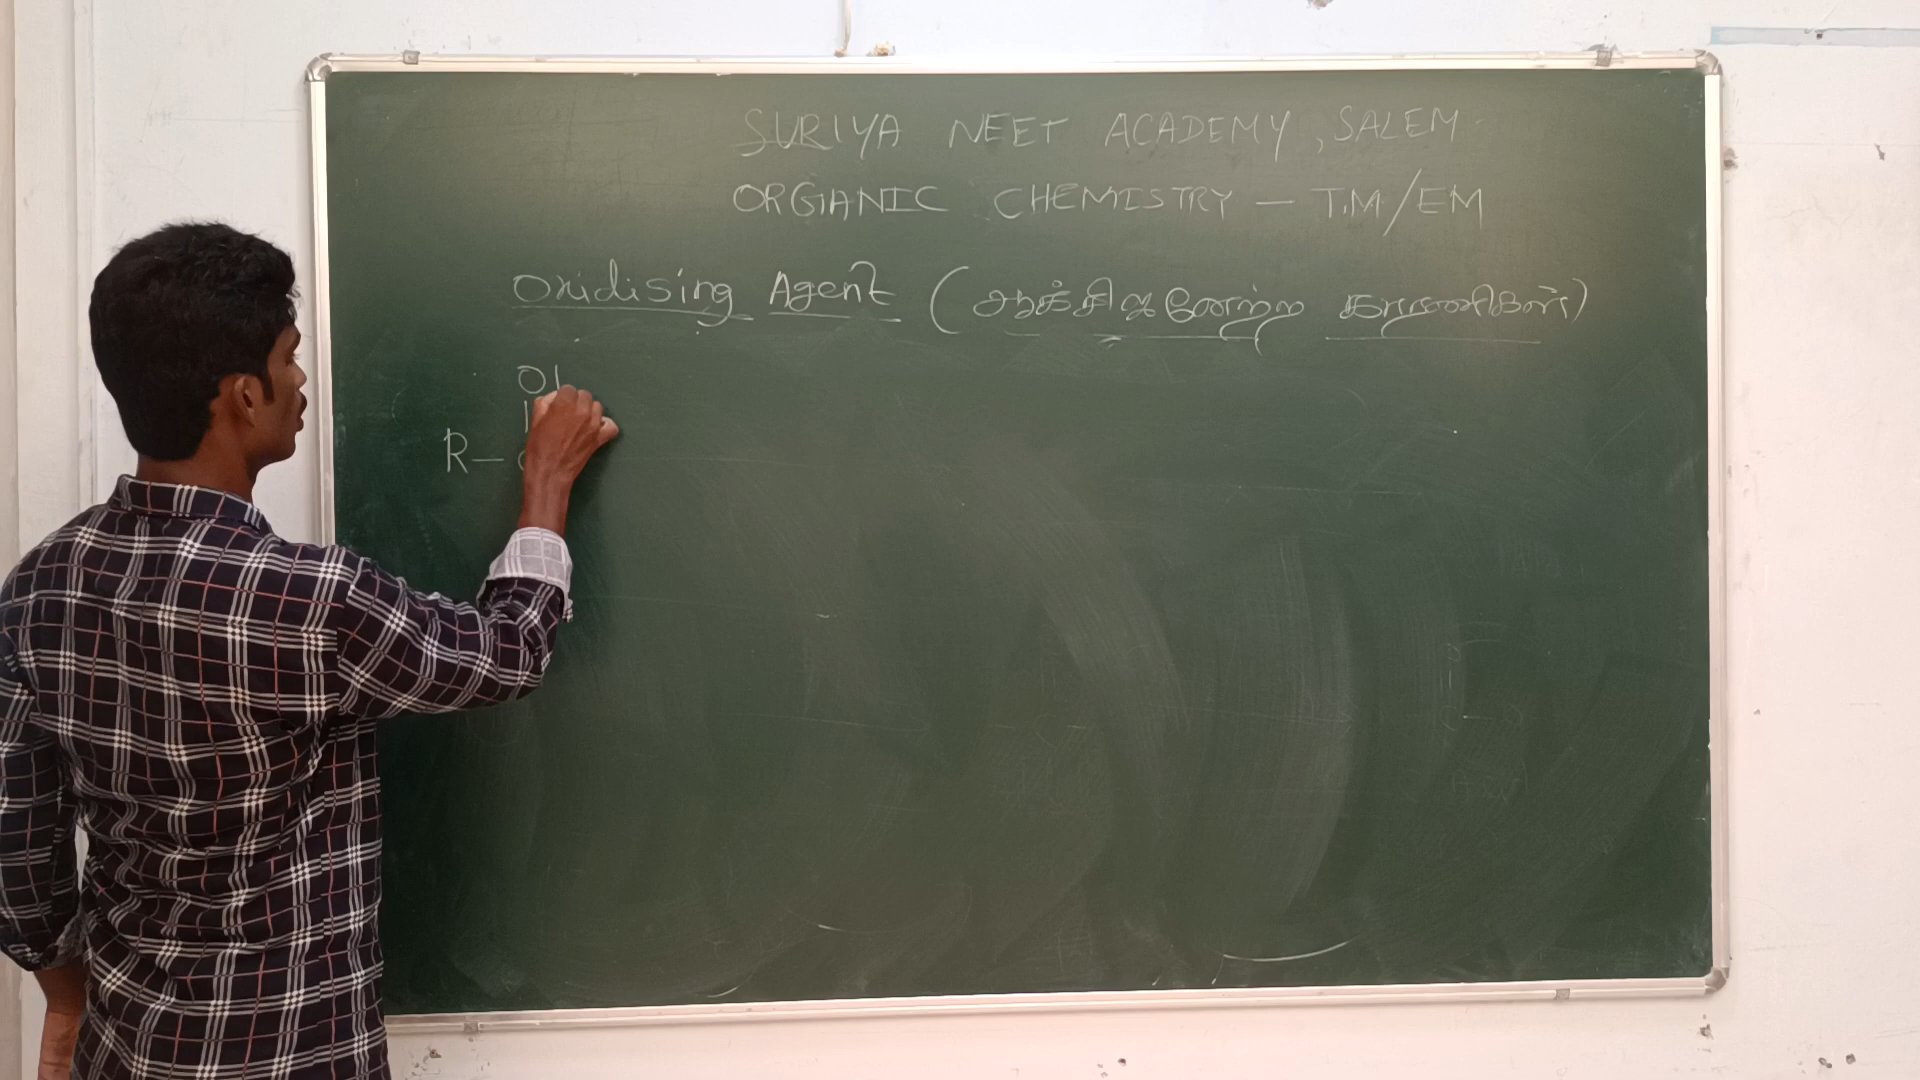 SURIYA NEET ACADEMY, SALEM
ORGANIC CHEMISTRY – T.M/EM
Oxidising Agent (ஆக்சிஜனேற்ற காரணிகள்)
O
R –